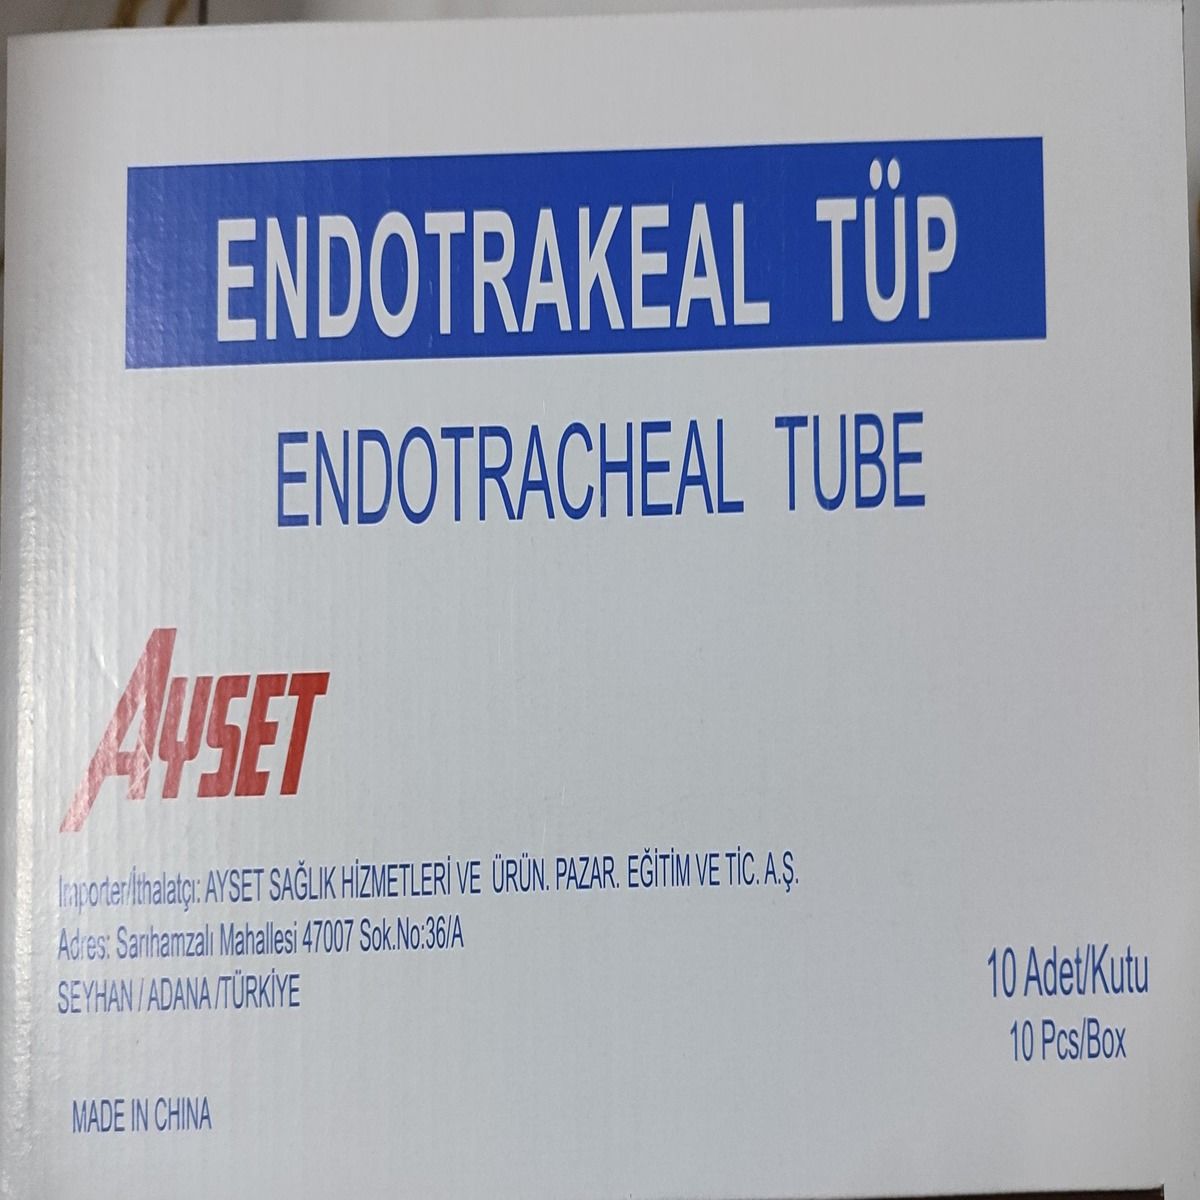 ENDOTRAKEAL TÜP
ENDOTRACHEAL TUBE
AYSET
Importer/İthalatçı: AYSET SAĞLIK HİZMETLERİ VE ÜRÜN. PAZAR. EĞİTİM VE TİC. A.Ş.
Adres: Sarıhamzalı Mahallesi 47007 Sok.No:36/A
SEYHAN / ADANA /TÜRKİYE
10 Adet/Kutu
10 Pcs/Box
MADE IN CHINA